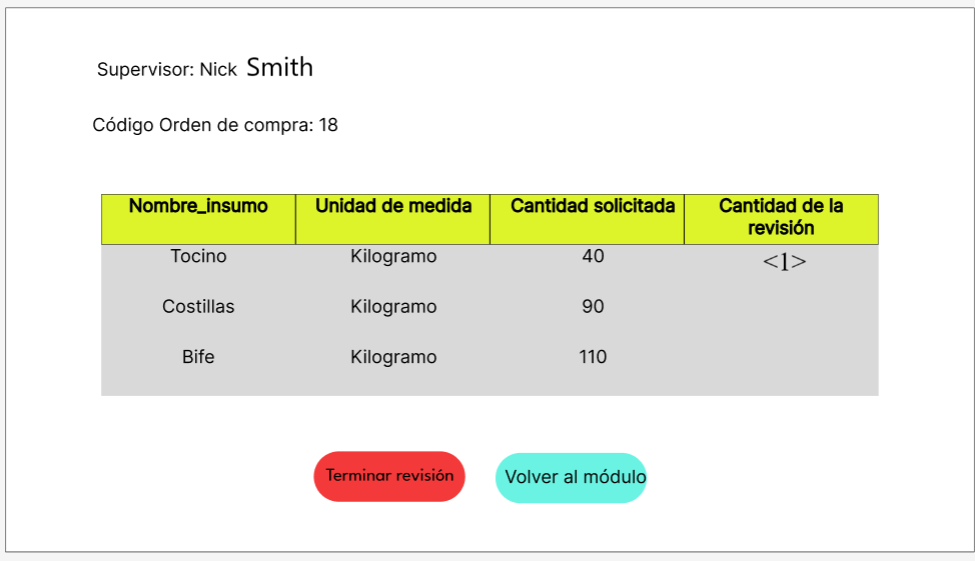 Supervisor: Nick Smith
Código Orden de compra: 18
Nombre_insumo Unidad de medida Cantidad solicitada Cantidad de la
revisión
Tocino Kilogramo 40 <1>
Costillas Kilogramo 90
Bife Kilogramo 110
Terminar revisión Volver al módulo